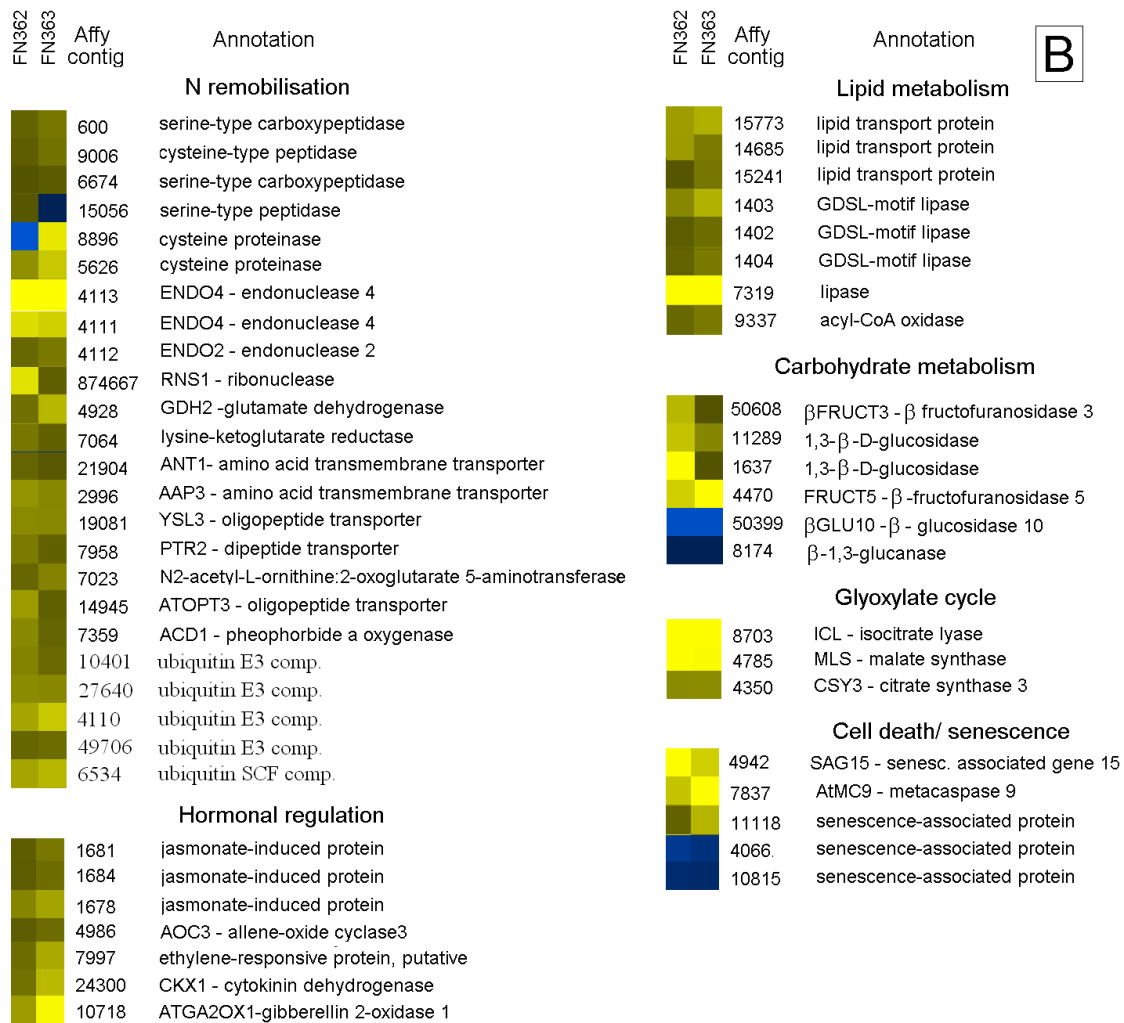 FN362 FN363 Affy contig Annotation
N remobilisation
600 serine-type carboxypeptidase
9006 cysteine-type peptidase
6674 serine-type carboxypeptidase
15056 serine-type peptidase
8896 cysteine proteinase
5626 cysteine proteinase
4113 ENDO4 - endonuclease 4
4111 ENDO4 - endonuclease 4
4112 ENDO2 - endonuclease 2
874667 RNS1 - ribonuclease
4928 GDH2 -glutamate dehydrogenase
7064 lysine-ketoglutarate reductase
21904 ANT1- amino acid transmembrane transporter
2996 AAP3 - amino acid transmembrane transporter
19081 YSL3 - oligopeptide transporter
7958 PTR2 - dipeptide transporter
7023 N2-acetyl-L-ornithine:2-oxoglutarate 5-aminotransferase
14945 ATOPT3 - oligopeptide transporter
7359 ACD1 - pheophorbide a oxygenase
10401 ubiquitin E3 comp.
27640 ubiquitin E3 comp.
4110 ubiquitin E3 comp.
49706 ubiquitin E3 comp.
6534 ubiquitin SCF comp.
Hormonal regulation
1681 jasmonate-induced protein
1684 jasmonate-induced protein
1678 jasmonate-induced protein
4986 AOC3 - allene-oxide cyclase3
7997 ethylene-responsive protein, putative
24300 CKX1 - cytokinin dehydrogenase
10718 ATGA2OX1-gibberellin 2-oxidase 1
FN362 FN363 Affy contig Annotation
B
Lipid metabolism
15773 lipid transport protein
14685 lipid transport protein
15241 lipid transport protein
1403 GDSL-motif lipase
1402 GDSL-motif lipase
1404 GDSL-motif lipase
7319 lipase
9337 acyl-CoA oxidase
Carbohydrate metabolism
50608 βFRUCT3 - β fructofuranosidase 3
11289 1,3-β-D-glucosidase
1637 1,3-β-D-glucosidase
4470 FRUCT5 - β-fructofuranosidase 5
50399 βGLU10 - β - glucosidase 10
8174 β-1,3-glucanase
Glyoxylate cycle
8703 ICL - isocitrate lyase
4785 MLS - malate synthase
4350 CSY3 - citrate synthase 3
Cell death/ senescence
4942 SAG15 - senesc. associated gene 15
7837 AtMC9 - metacaspase 9
11118 senescence-associated protein
4066. senescence-associated protein
10815 senescence-associated protein